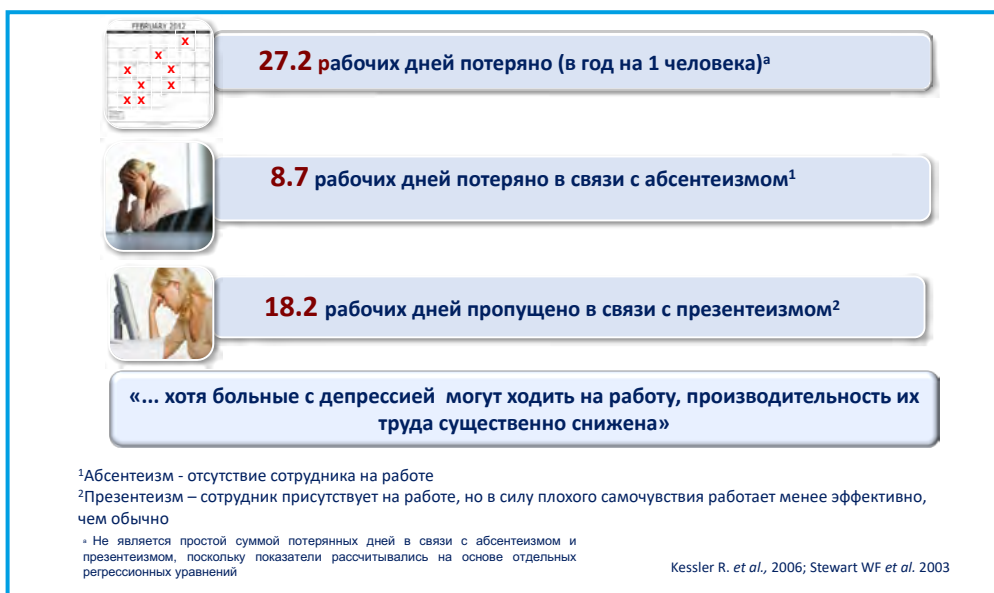 FEBRUARY 2012
X
X
X X
X X
X X
27.2 рабочих дней потеряно (в год на 1 человека)ᵃ
8.7 рабочих дней потеряно в связи с абсентеизмом¹
18.2 рабочих дней пропущено в связи с презентеизмом²
«... хотя больные с депрессией могут ходить на работу, производительность их
труда существенно снижена»
¹Абсентеизм - отсутствие сотрудника на работе
²Презентеизм – сотрудник присутствует на работе, но в силу плохого самочувствия работает менее эффективно,
чем обычно
ᵃ Не является простой суммой потерянных дней в связи с абсентеизмом и
презентеизмом, поскольку показатели рассчитывались на основе отдельных
регрессионных уравнений
Kessler R. et al., 2006; Stewart WF et al. 2003